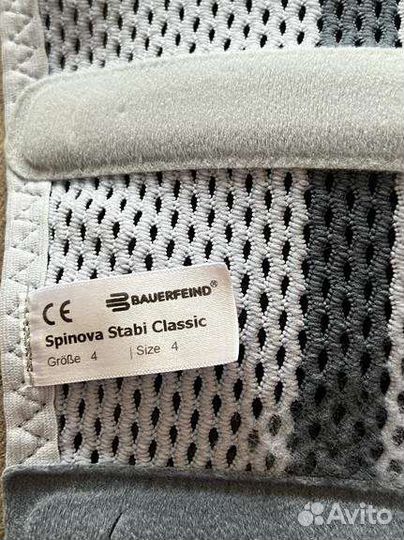 CE BAUERFEIND®
Spinova Stabi Classic
Größe 4 | Size 4
Avito